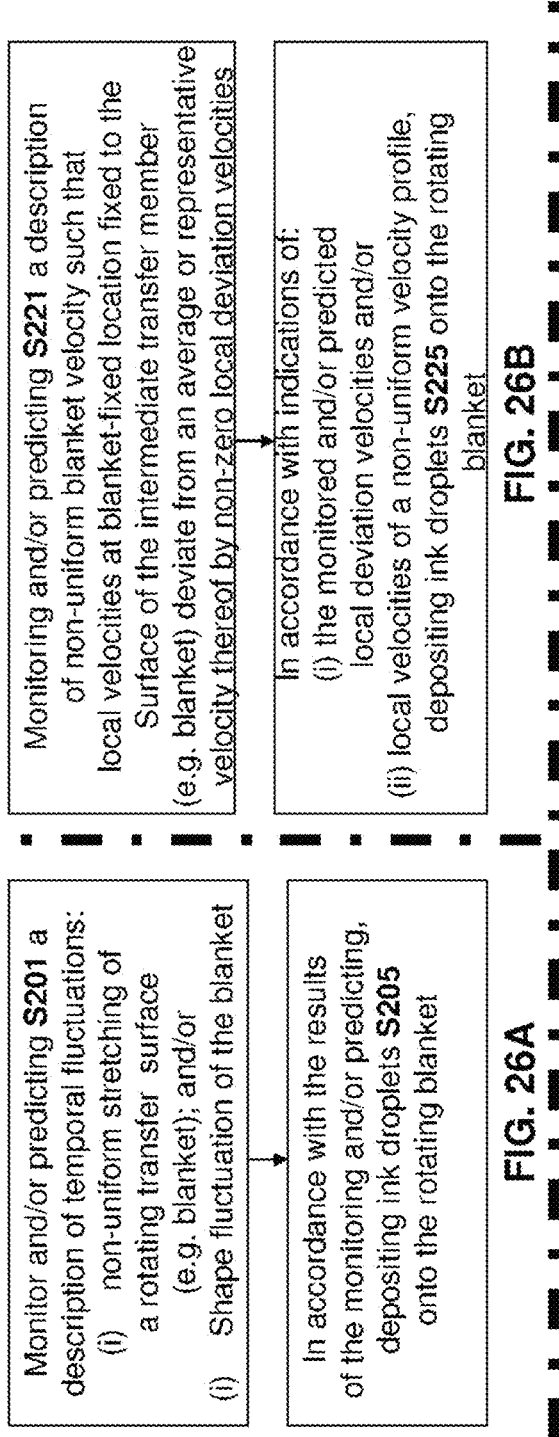 Monitor and/or predicting S201 a
description of temporal fluctuations:
(i) non-uniform stretching of
a rotating transfer surface
(e.g. blanket); and/or
(i) Shape fluctuation of the blanket
In accordance with the results
of the monitoring and/or predicting,
depositing ink droplets S205
onto the rotating blanket
FIG. 26A
Monitoring and/or predicting S221 a description
of non-uniform blanket velocity such that
local velocities at blanket-fixed location fixed to the
Surface of the intermediate transfer member
(e.g. blanket) deviate from an average or representative
velocity thereof by non-zero local deviation velocities
In accordance with indications of:
(i) the monitored and/or predicted
local deviation velocities and/or
(ii) local velocities of a non-uniform velocity profile,
depositing ink droplets S225 onto the rotating
blanket
FIG. 26B